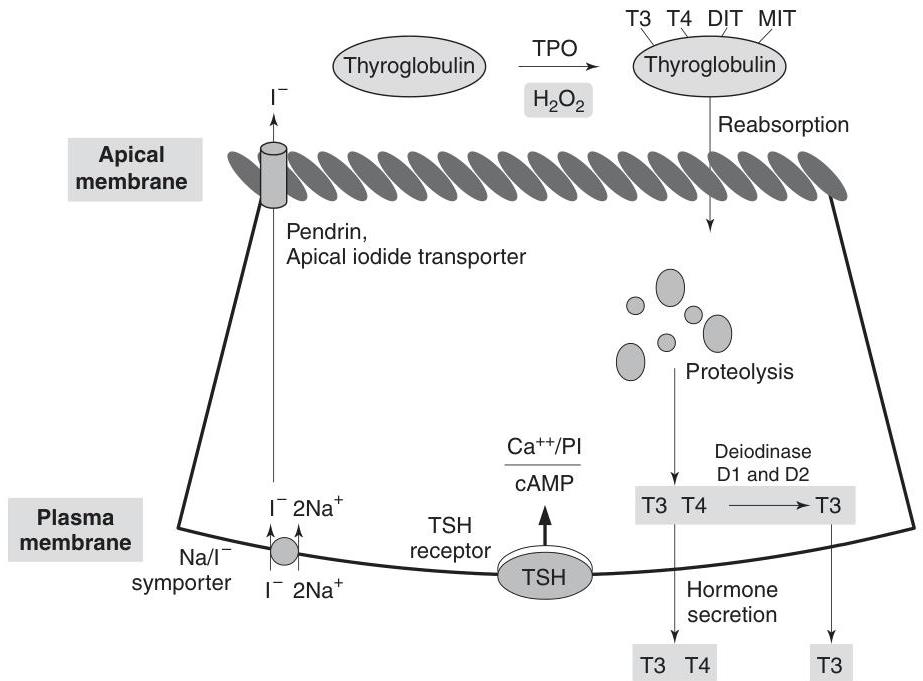 T3 T4 DIT MIT
Thyroglobulin
TPO
H₂O₂
Thyroglobulin
I⁻
Reabsorption
Apical
membrane
Pendrin,
Apical iodide transporter
Proteolysis
Ca⁺⁺/PI
cAMP
Deiodinase
D1 and D2
T3 T4
T3
Plasma
membrane
I⁻ 2Na⁺
Na/I⁻
symporter
I⁻ 2Na⁺
TSH
receptor
TSH
Hormone
secretion
T3 T4
T3